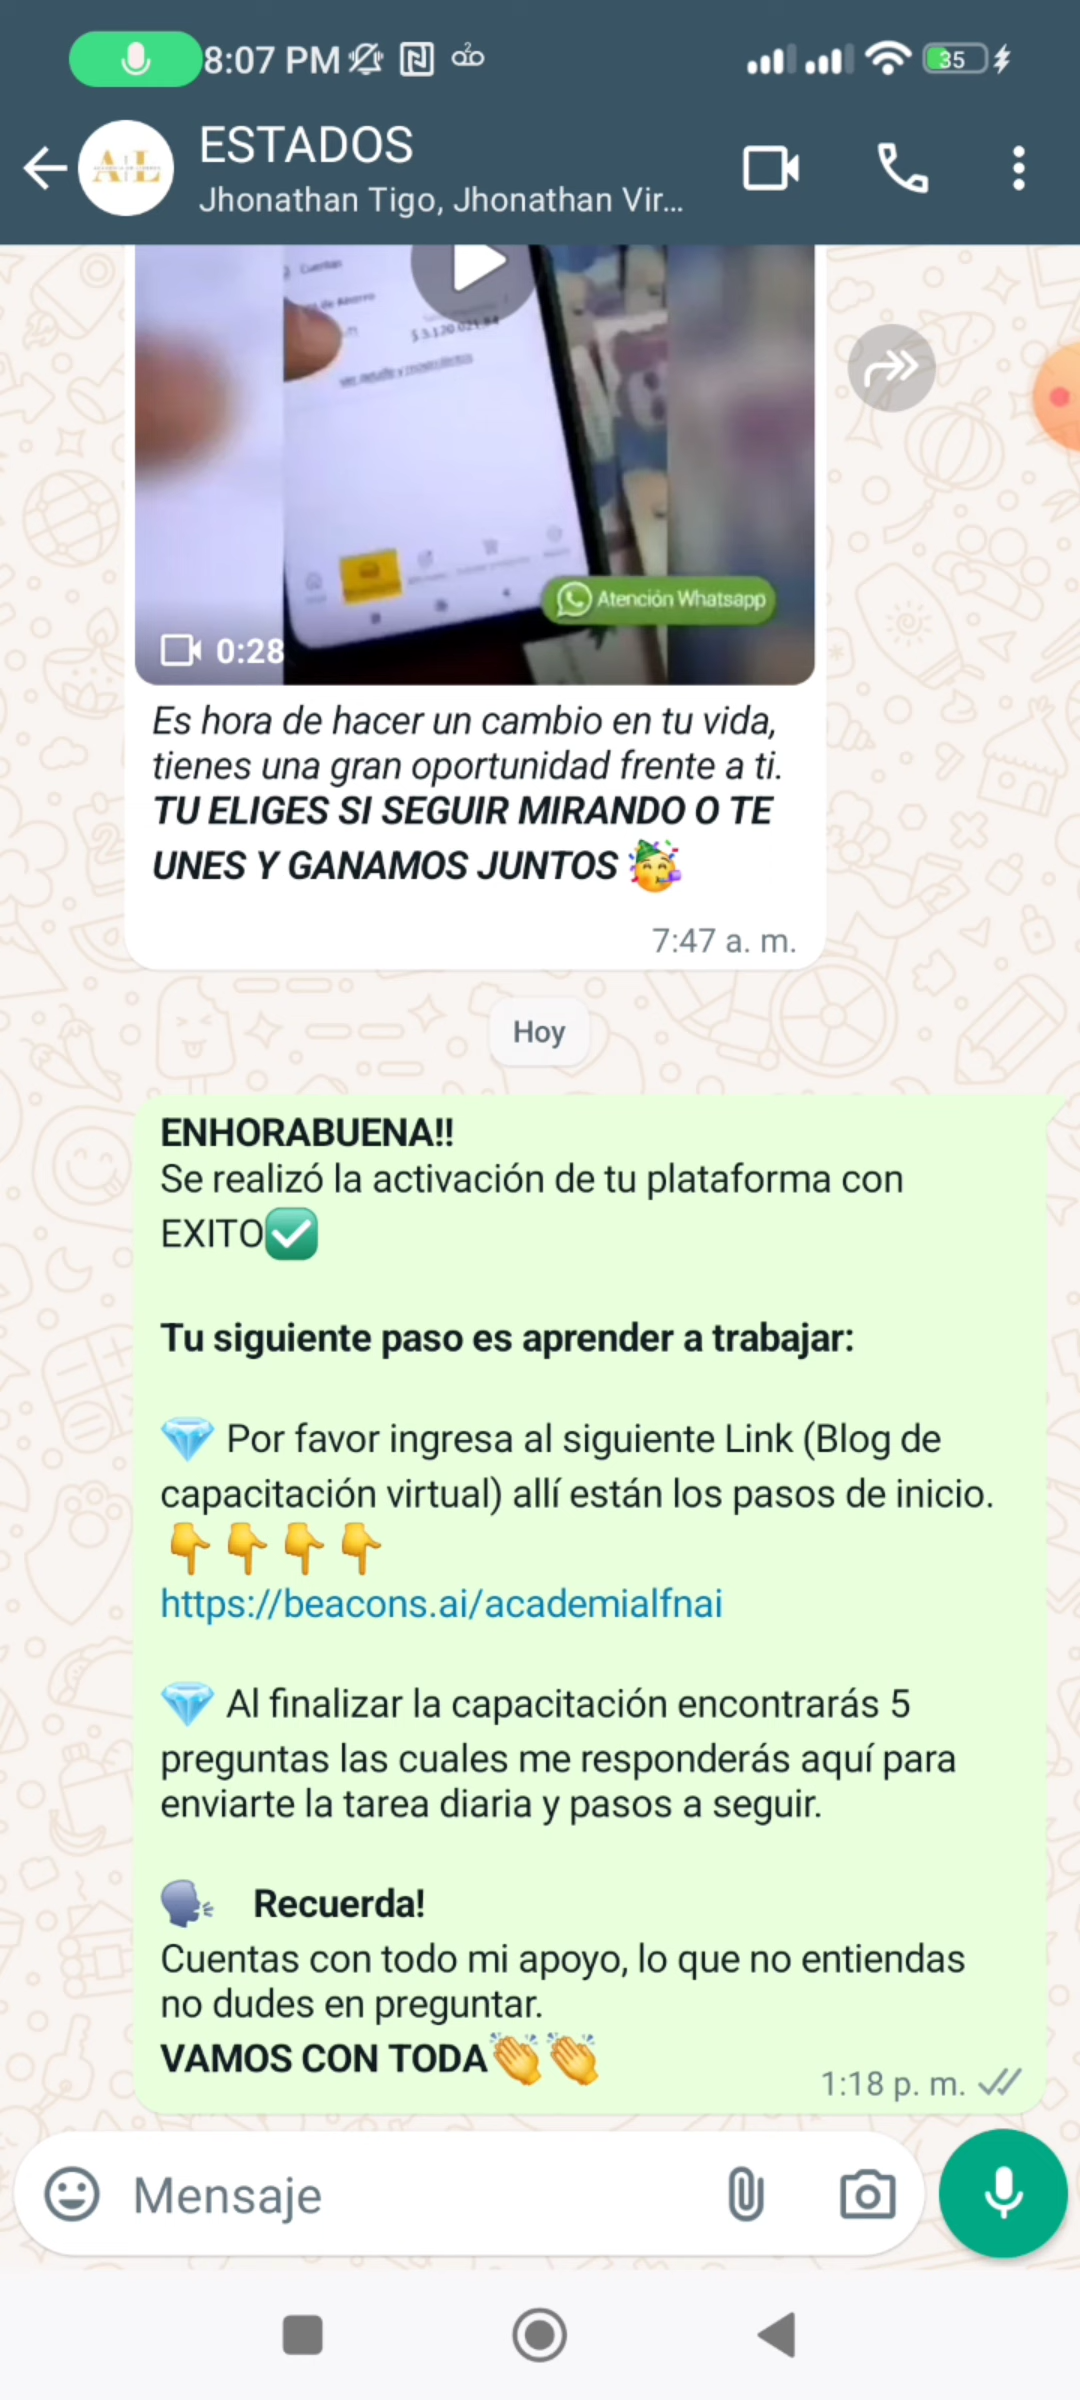 8:07 PM
35
ESTADOS
Jhonathan Tigo, Jhonathan Vir...
A L
Cuentas
de Ahorro
Ver detalle y movimientos
Atención Whatsapp
0:28
Es hora de hacer un cambio en tu vida,
tienes una gran oportunidad frente a ti.
TU ELIGES SI SEGUIR MIRANDO O TE
UNES Y GANAMOS JUNTOS 🥳
7:47 a. m.
Hoy
ENHORABUENA!!
Se realizó la activación de tu plataforma con
EXITO✅
Tu siguiente paso es aprender a trabajar:
💎 Por favor ingresa al siguiente Link (Blog de
capacitación virtual) allí están los pasos de inicio.
👇👇👇👇
https://beacons.ai/academialfnai
💎 Al finalizar la capacitación encontrarás 5
preguntas las cuales me responderás aquí para
enviarte la tarea diaria y pasos a seguir.
🗣️ Recuerda!
Cuentas con todo mi apoyo, lo que no entiendas
no dudes en preguntar.
VAMOS CON TODA👏👏
1:18 p. m.
Mensaje